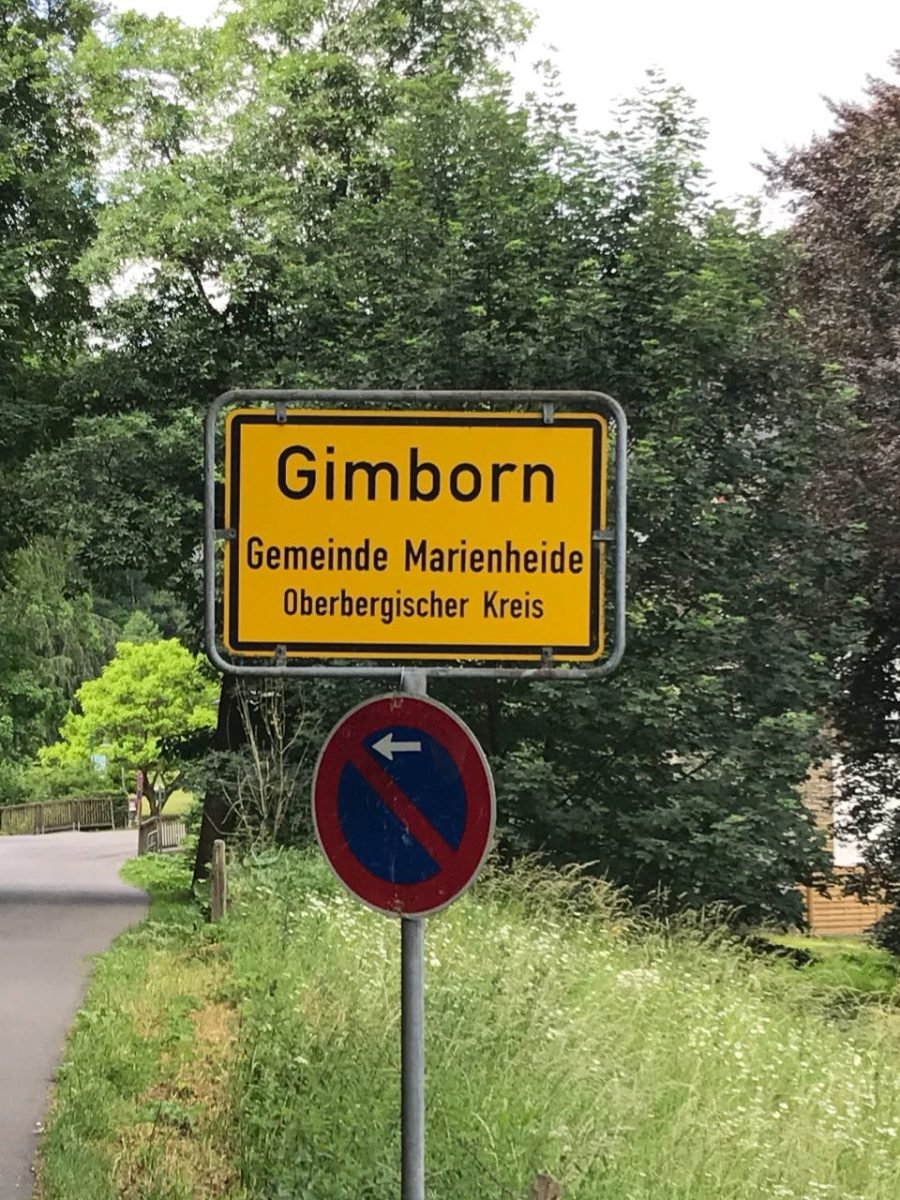 Gimborn
Gemeinde Marienheide
Oberbergischer Kreis